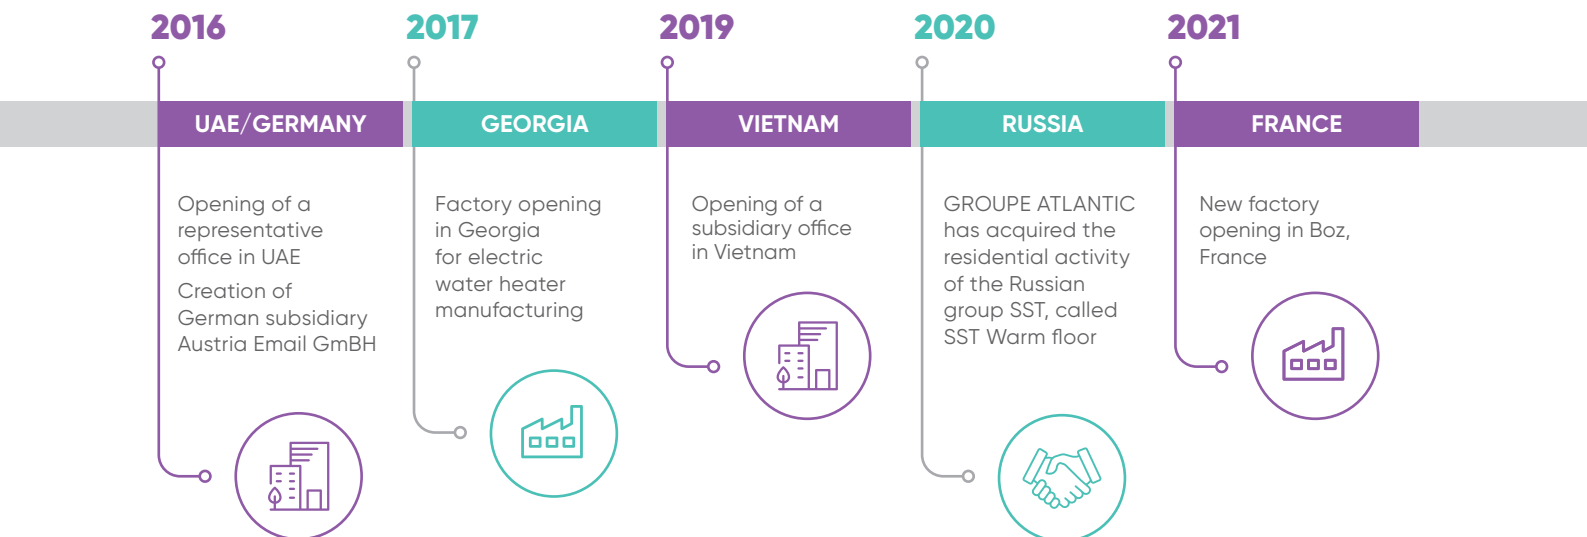 2016
UAE/GERMANY
Opening of a
representative
office in UAE
Creation of
German subsidiary
Austria Email GmBH
2017
GEORGIA
Factory opening
in Georgia
for electric
water heater
manufacturing
2019
VIETNAM
Opening of a
subsidiary office
in Vietnam
2020
RUSSIA
GROUPE ATLANTIC
has acquired the
residential activity
of the Russian
group SST, called
SST Warm floor
2021
FRANCE
New factory
opening in Boz,
France